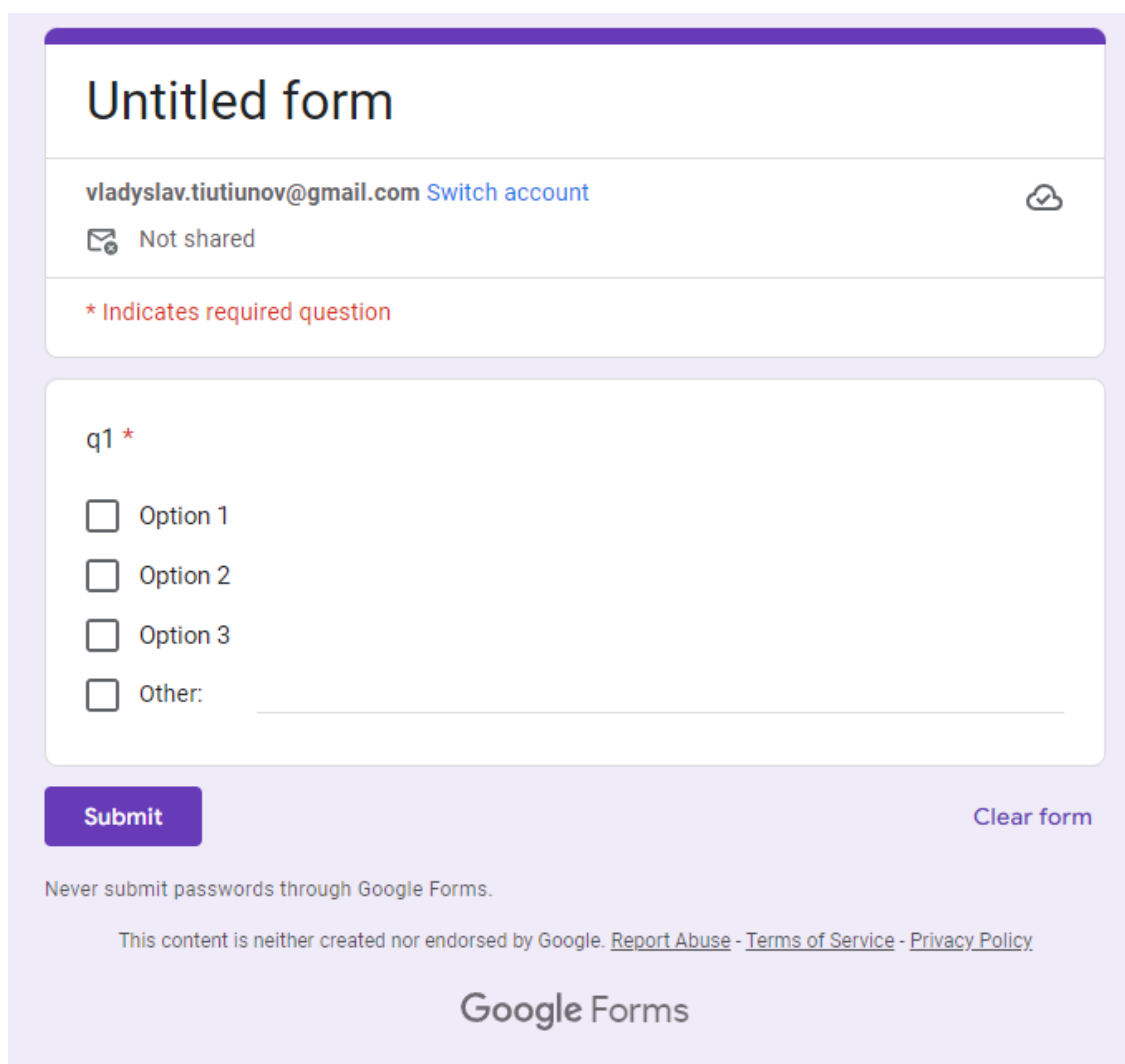 Untitled form
vladyslav.tiutiunov@gmail.com Switch account
Not shared
* Indicates required question
q1 *
Option 1
Option 2
Option 3
Other:
Submit
Clear form
Never submit passwords through Google Forms.
This content is neither created nor endorsed by Google. Report Abuse - Terms of Service - Privacy Policy
Google Forms